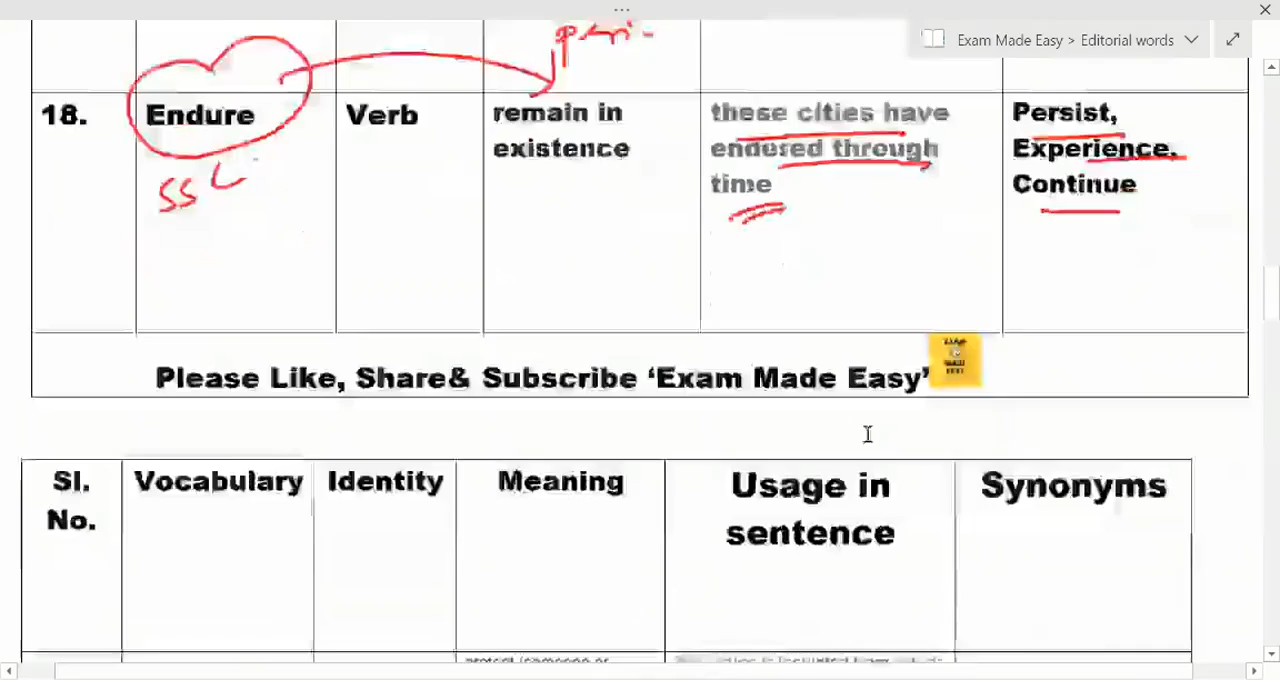 Exam Made Easy > Editorial words
18. Endure Verb remain in existence these cities have endured through time Persist, Experience, Continue
SSC
Please Like, Share& Subscribe ‘Exam Made Easy’
Sl. No. Vocabulary Identity Meaning Usage in sentence Synonyms